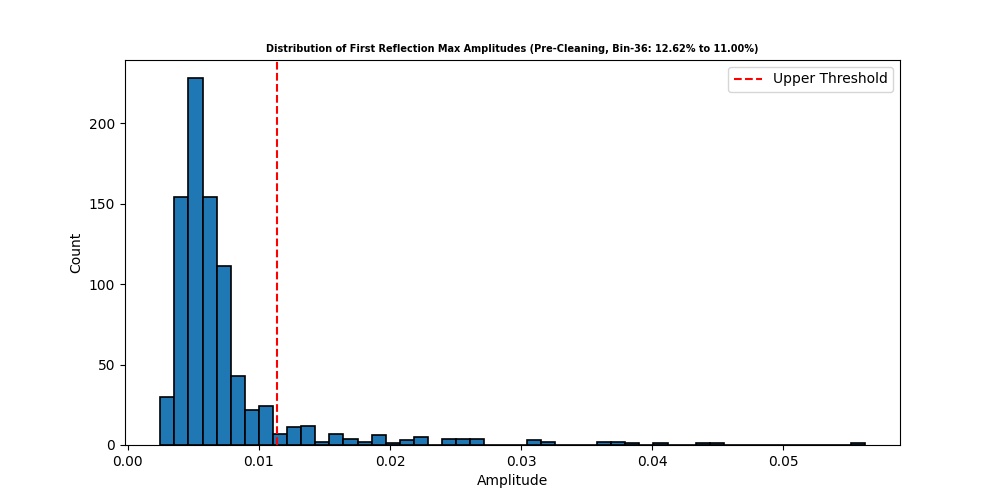 Distribution of First Reflection Max Amplitudes (Pre-Cleaning, Bin-36: 12.62% to 11.00%)
Upper Threshold
200
150
100
50
0
Count
0.00 0.01 0.02 0.03 0.04 0.05
Amplitude